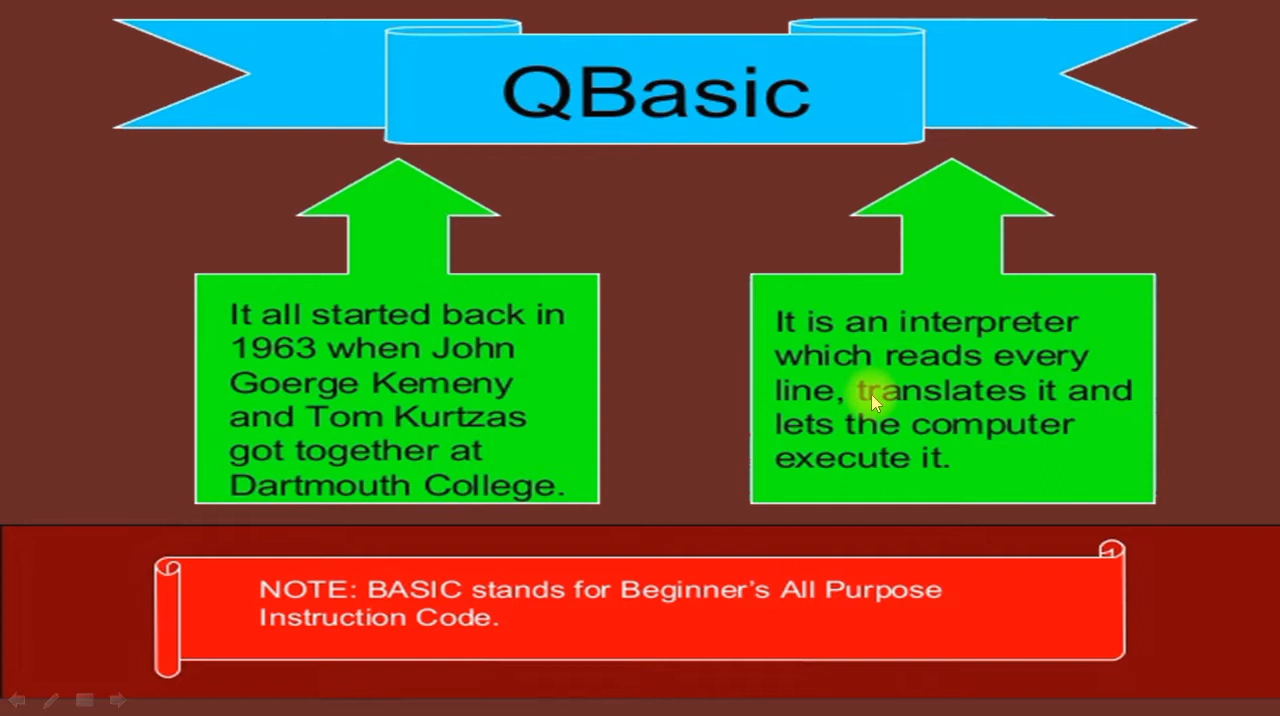 QBasic
It all started back in
1963 when John
Goerge Kemeny
and Tom Kurtzas
got together at
Dartmouth College.
It is an interpreter
which reads every
line, translates it and
lets the computer
execute it.
NOTE: BASIC stands for Beginner's All Purpose
Instruction Code.